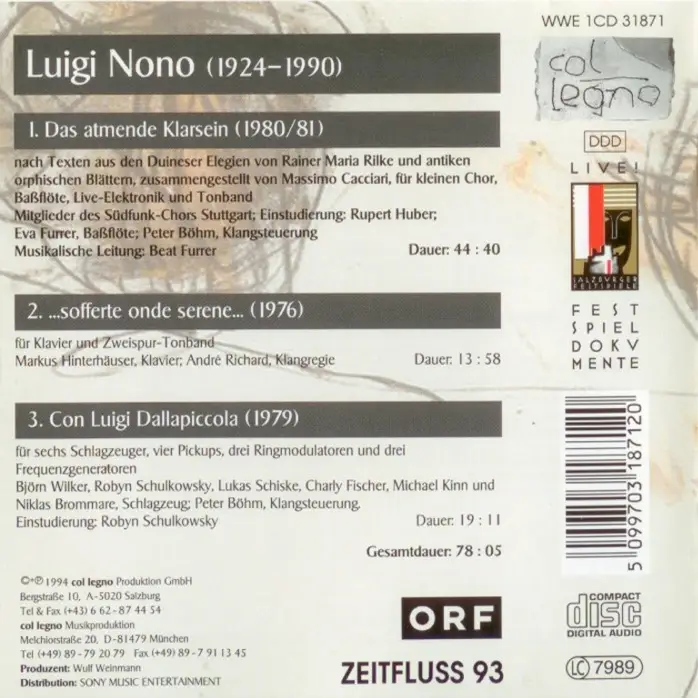 WWE 1CD 31871
Luigi Nono (1924–1990)
col
legno
1. Das atmende Klarsein (1980/81)
DDD
LIVE!
nach Texten aus den Duineser Elegien von Rainer Maria Rilke und antiken
orphischen Blättern, zusammengestellt von Massimo Cacciari, für kleinen Chor,
Baßflöte, Live-Elektronik und Tonband
Mitglieder des Südfunk-Chors Stuttgart; Einstudierung: Rupert Huber;
Eva Furrer, Baßflöte; Peter Böhm, Klangsteuerung
Musikalische Leitung: Beat Furrer Dauer: 44 : 40
SALZBURGER
FESTSPIELE
2. ...sofferte onde serene... (1976)
für Klavier und Zweispur-Tonband
Markus Hinterhäuser, Klavier; André Richard, Klangregie Dauer: 13 : 58
FEST
SPIEL
DOKV
MENTE
3. Con Luigi Dallapiccola (1979)
für sechs Schlagzeuger, vier Pickups, drei Ringmodulatoren und drei
Frequenzgeneratoren
Björn Wilker, Robyn Schulkowsky, Lukas Schiske, Charly Fischer, Michael Kinn und
Niklas Brommare, Schlagzeug; Peter Böhm, Klangsteuerung,
Einstudierung: Robyn Schulkowsky Dauer: 19 : 11
Gesamtdauer: 78 : 05
5 099703 187120
©+℗ 1994 col legno Produktion GmbH
Bergstraße 10, A-5020 Salzburg
Tel & Fax (+43) 6 62- 87 44 54
col legno Musikproduktion
Melchiorstraße 20, D-81479 München
Tel (+49) 89 - 79 20 79 Fax (+49) 89 - 7 91 13 45
Produzent: Wulf Weinmann
Distribution: SONY MUSIC ENTERTAINMENT
ORF
ZEITFLUSS 93
COMPACT
disc
DIGITAL AUDIO
LC 7989